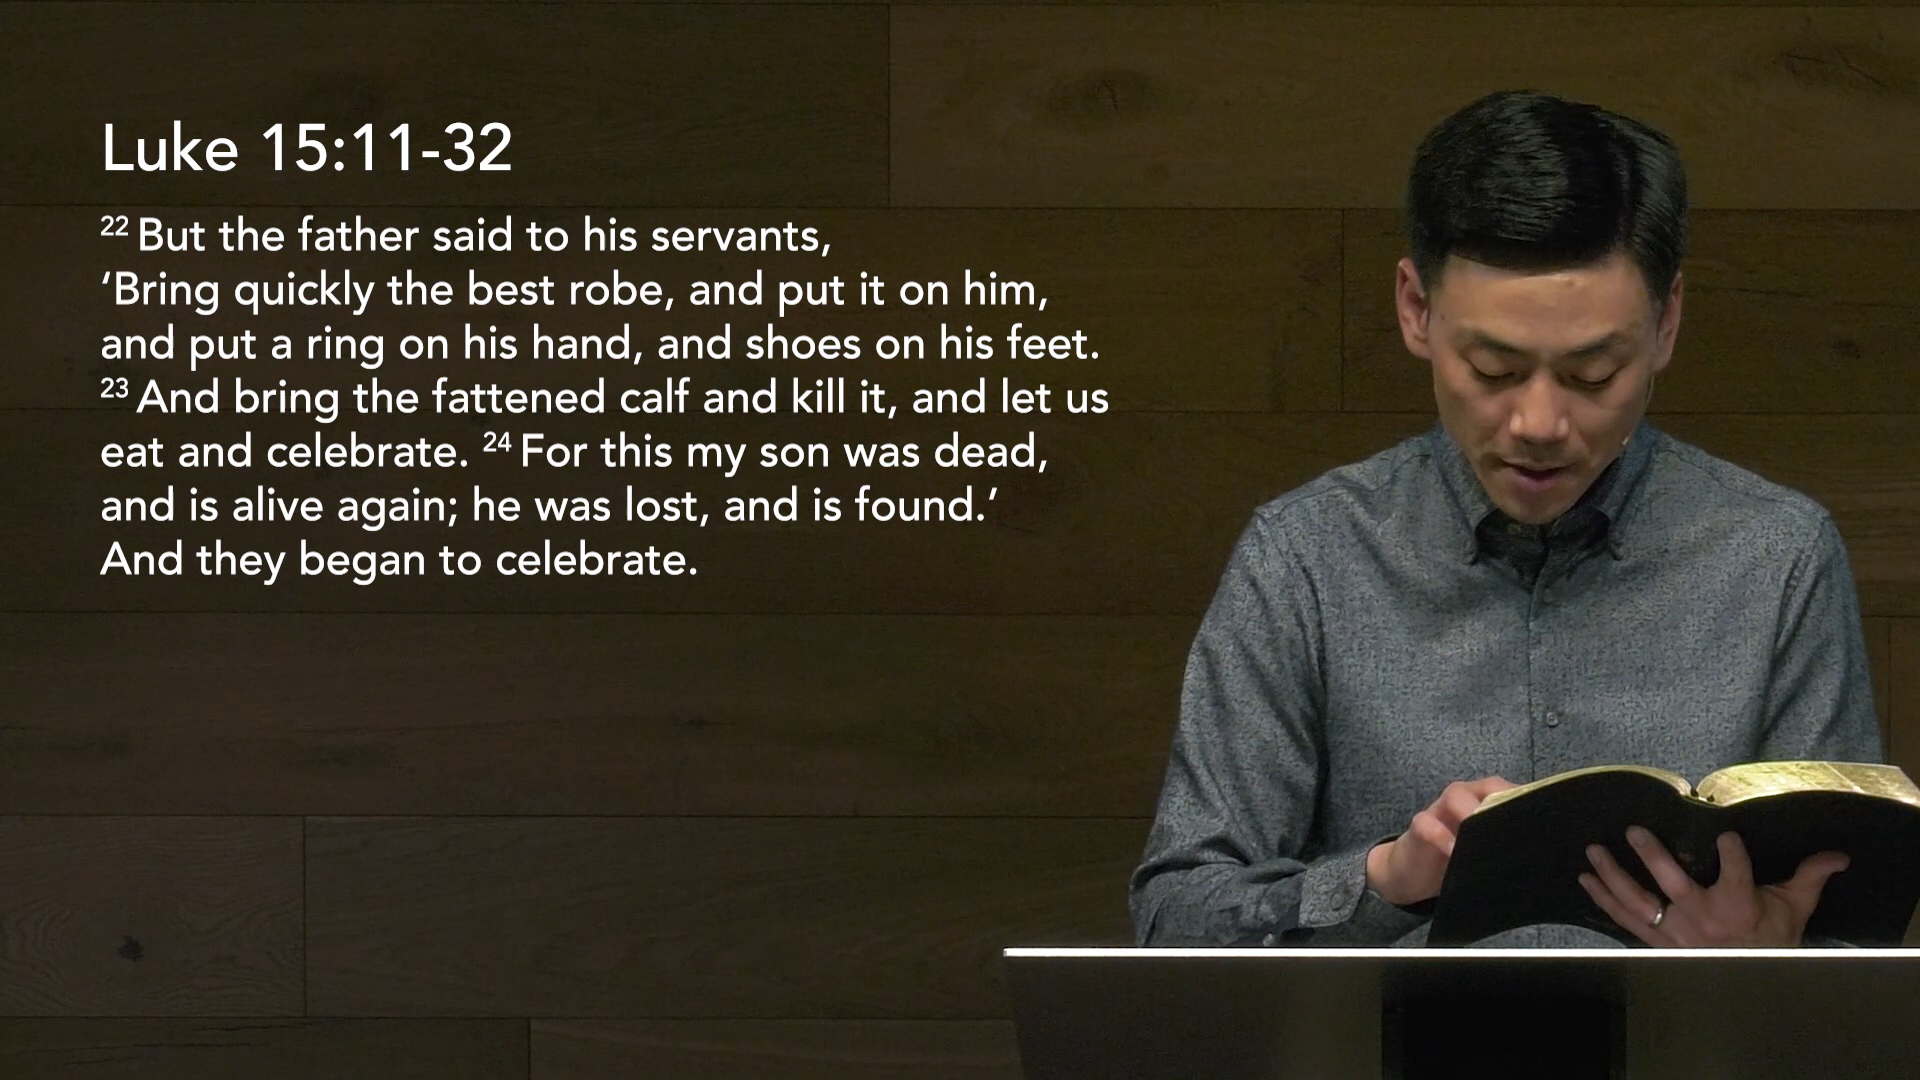 Luke 15:11-32
22 But the father said to his servants,
‘Bring quickly the best robe, and put it on him,
and put a ring on his hand, and shoes on his feet.
23 And bring the fattened calf and kill it, and let us
eat and celebrate. 24 For this my son was dead,
and is alive again; he was lost, and is found.’
And they began to celebrate.